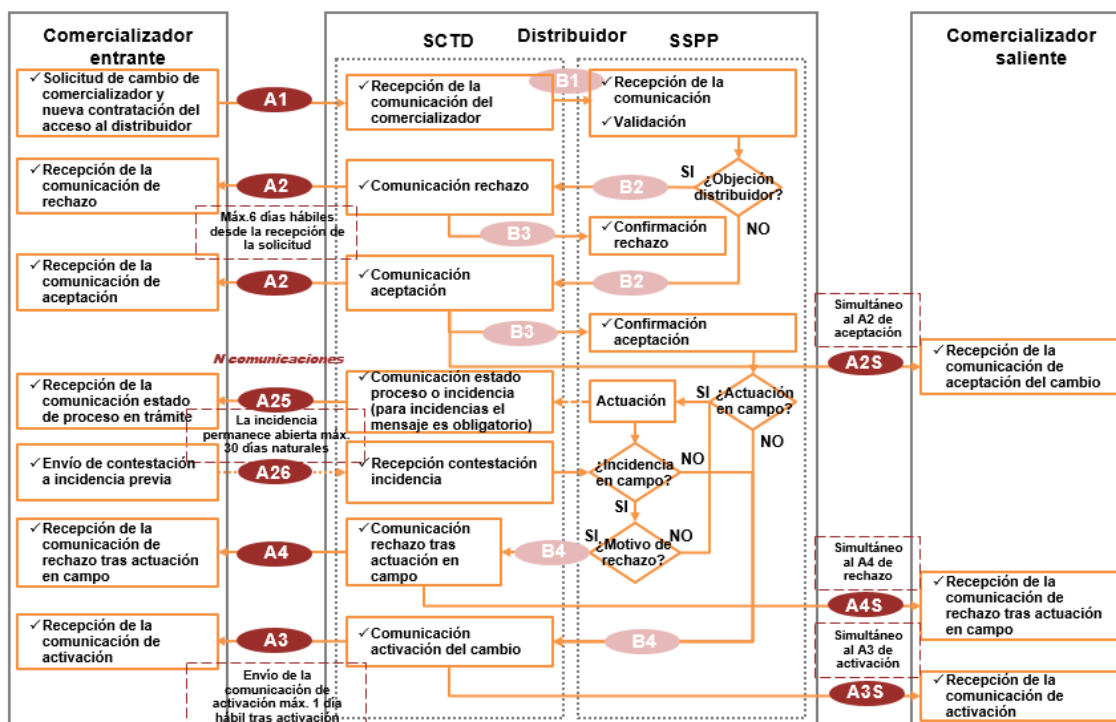 Comercializador
entrante
SCTD
Distribuidor
SSPP
Comercializador
saliente
✓ Solicitud de cambio de
comercializador y
nueva contratación del
acceso al distribuidor
A1
✓ Recepción de la
comunicación del
comercializador
B1
✓ Recepción de la
comunicación
✓ Validación
✓ Recepción de la
comunicación de
rechazo
A2
✓ Comunicación rechazo
B2
SI
¿Objeción
distribuidor?
NO
Máx.6 días hábiles
desde la recepción de
la solicitud
B3
✓ Confirmación
rechazo
✓ Recepción de la
comunicación de
aceptación
A2
✓ Comunicación
aceptación
B2
B3
✓ Confirmación
aceptación
Simultáneo
al A2 de
aceptación
A2S
✓ Recepción de la
comunicación de
aceptación del cambio
N comunicaciones
✓ Recepción de la
comunicación estado
de proceso en trámite
A25
✓ Comunicación estado
proceso o incidencia
(para incidencias el
mensaje es obligatorio)
Actuación
SI
¿Actuación
en campo?
NO
La incidencia
permanece abierta máx.
30 días naturales
✓ Envío de contestación
a incidencia previa
A26
✓ Recepción contestación
incidencia
¿Incidencia
en campo?
NO
SI
✓ Recepción de la
comunicación de
rechazo tras actuación
en campo
A4
✓ Comunicación
rechazo tras
actuación en
campo
B4
SI
¿Motivo de
rechazo?
NO
Simultáneo
al A4 de
rechazo
A4S
✓ Recepción de la
comunicación de
rechazo tras actuación
en campo
✓ Recepción de la
comunicación de
activación
A3
✓ Comunicación
activación del cambio
B4
Simultáneo
al A3 de
activación
A3S
✓ Recepción de la
comunicación de
activación
Envío de la
comunicación de
activación máx. 1 día
hábil tras activación